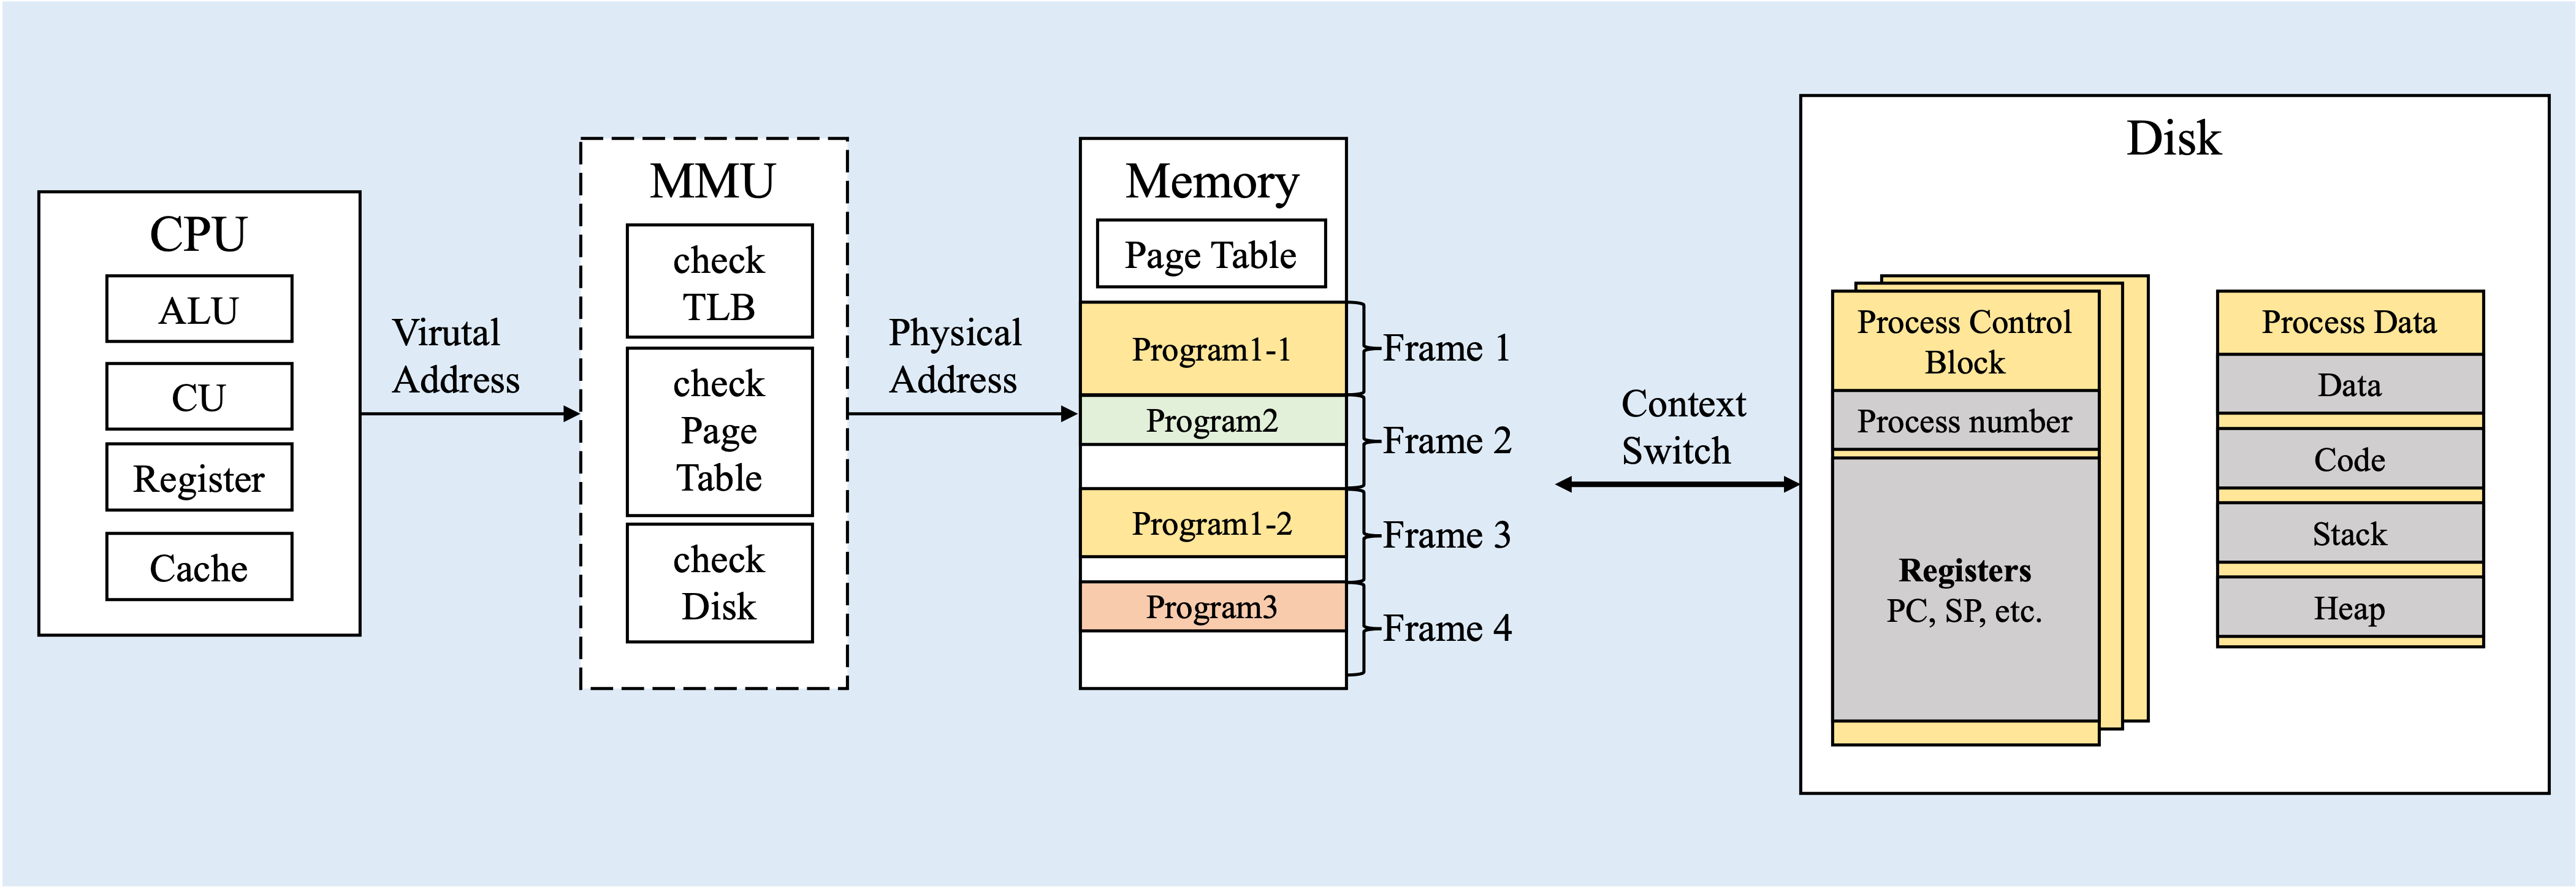 CPU
ALU
CU
Register
Cache
Virutal
Address
MMU
check
TLB
check
Page
Table
check
Disk
Physical
Address
Memory
Page Table
Program1-1
Program2
Program1-2
Program3
Frame 1
Frame 2
Frame 3
Frame 4
Context
Switch
Disk
Process Control
Block
Process number
Registers
PC, SP, etc.
Process Data
Data
Code
Stack
Heap